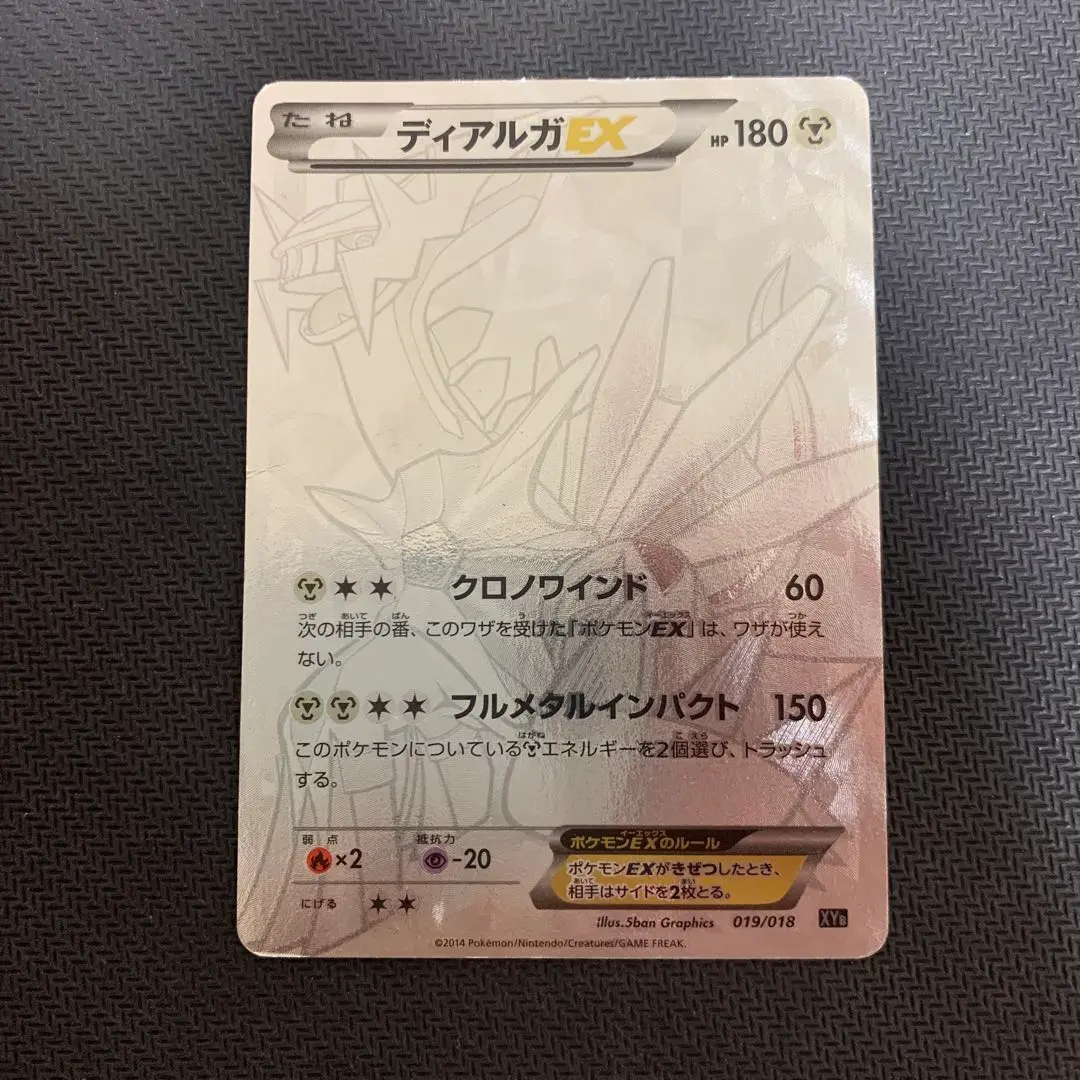 たね ディアルガEX HP180
クロノワインド 60
次の相手の番、このワザを受けた「ポケモンEX」は、ワザが使え
ない。
フルメタルインパクト 150
このポケモンについているエネルギーを2個選び、トラッシュ
する。
弱点 抵抗力
×2 -20
にげる
ポケモンEXのルール
ポケモンEXがきぜつしたとき、
相手はサイドを2枚とる。
Illus.5ban Graphics 019/018 XY B
©2014 Pokémon/Nintendo/Creatures/GAME FREAK.